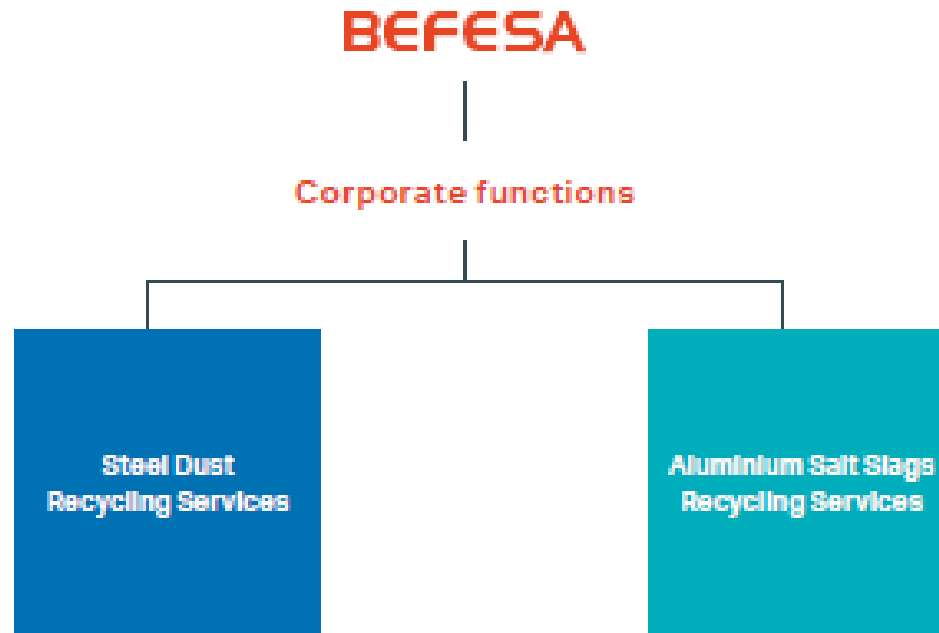 BEFESA
Corporate functions
Steel Dust
Recycling Services
Aluminium Salt Slags
Recycling Services